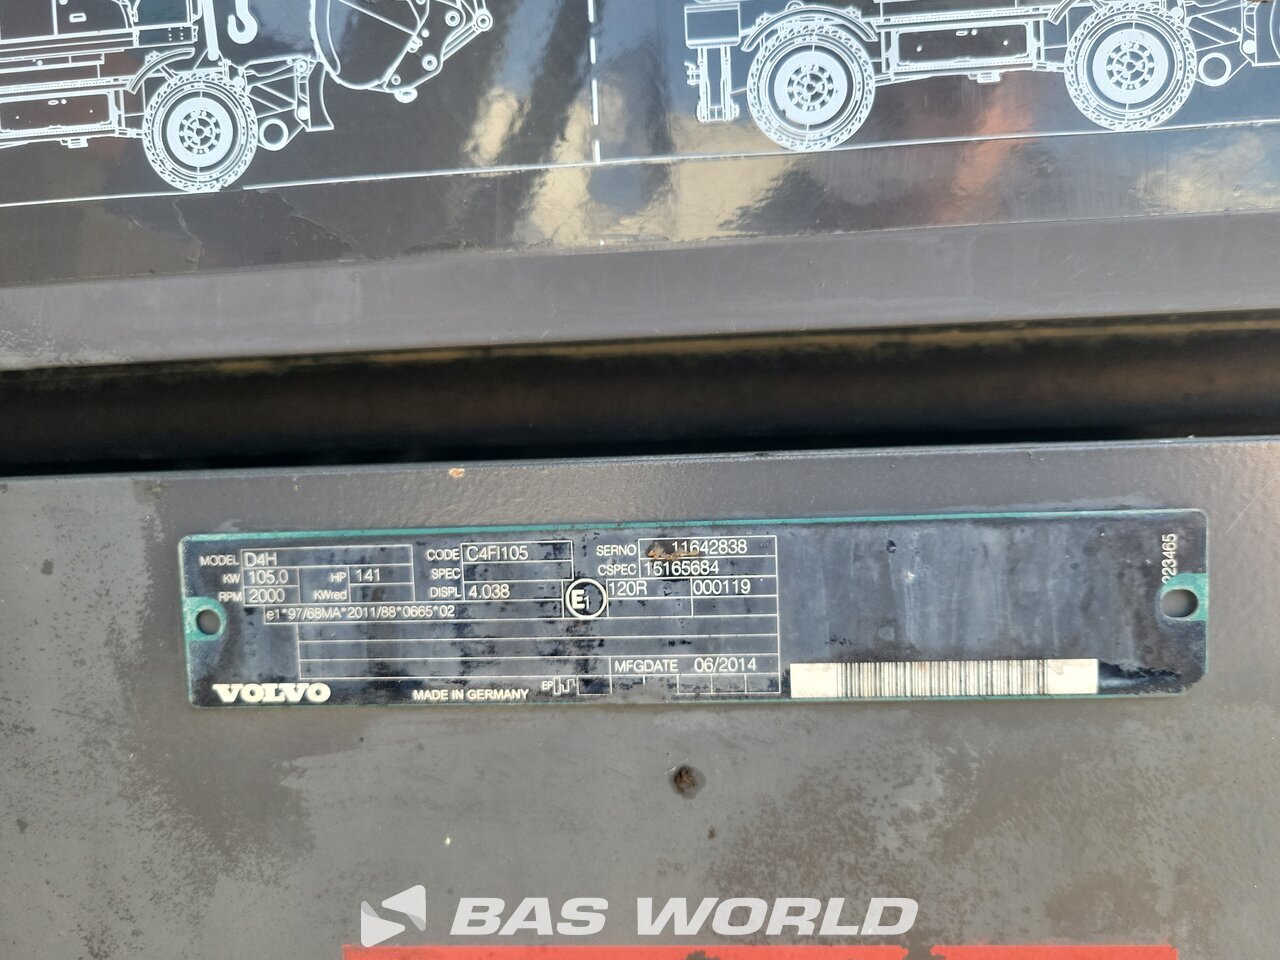 MODEL D4H CODE C4FI105 SERNO 11642838
KW 105,0 HP 141 SPEC CSPEC 15165684
RPM 2000 KWred DISPL 4.038 E1 120R 000119
e1*97/68MA*2011/88*0665*02
MFGDATE 06/2014
VOLVO MADE IN GERMANY EP
223465
BAS WORLD